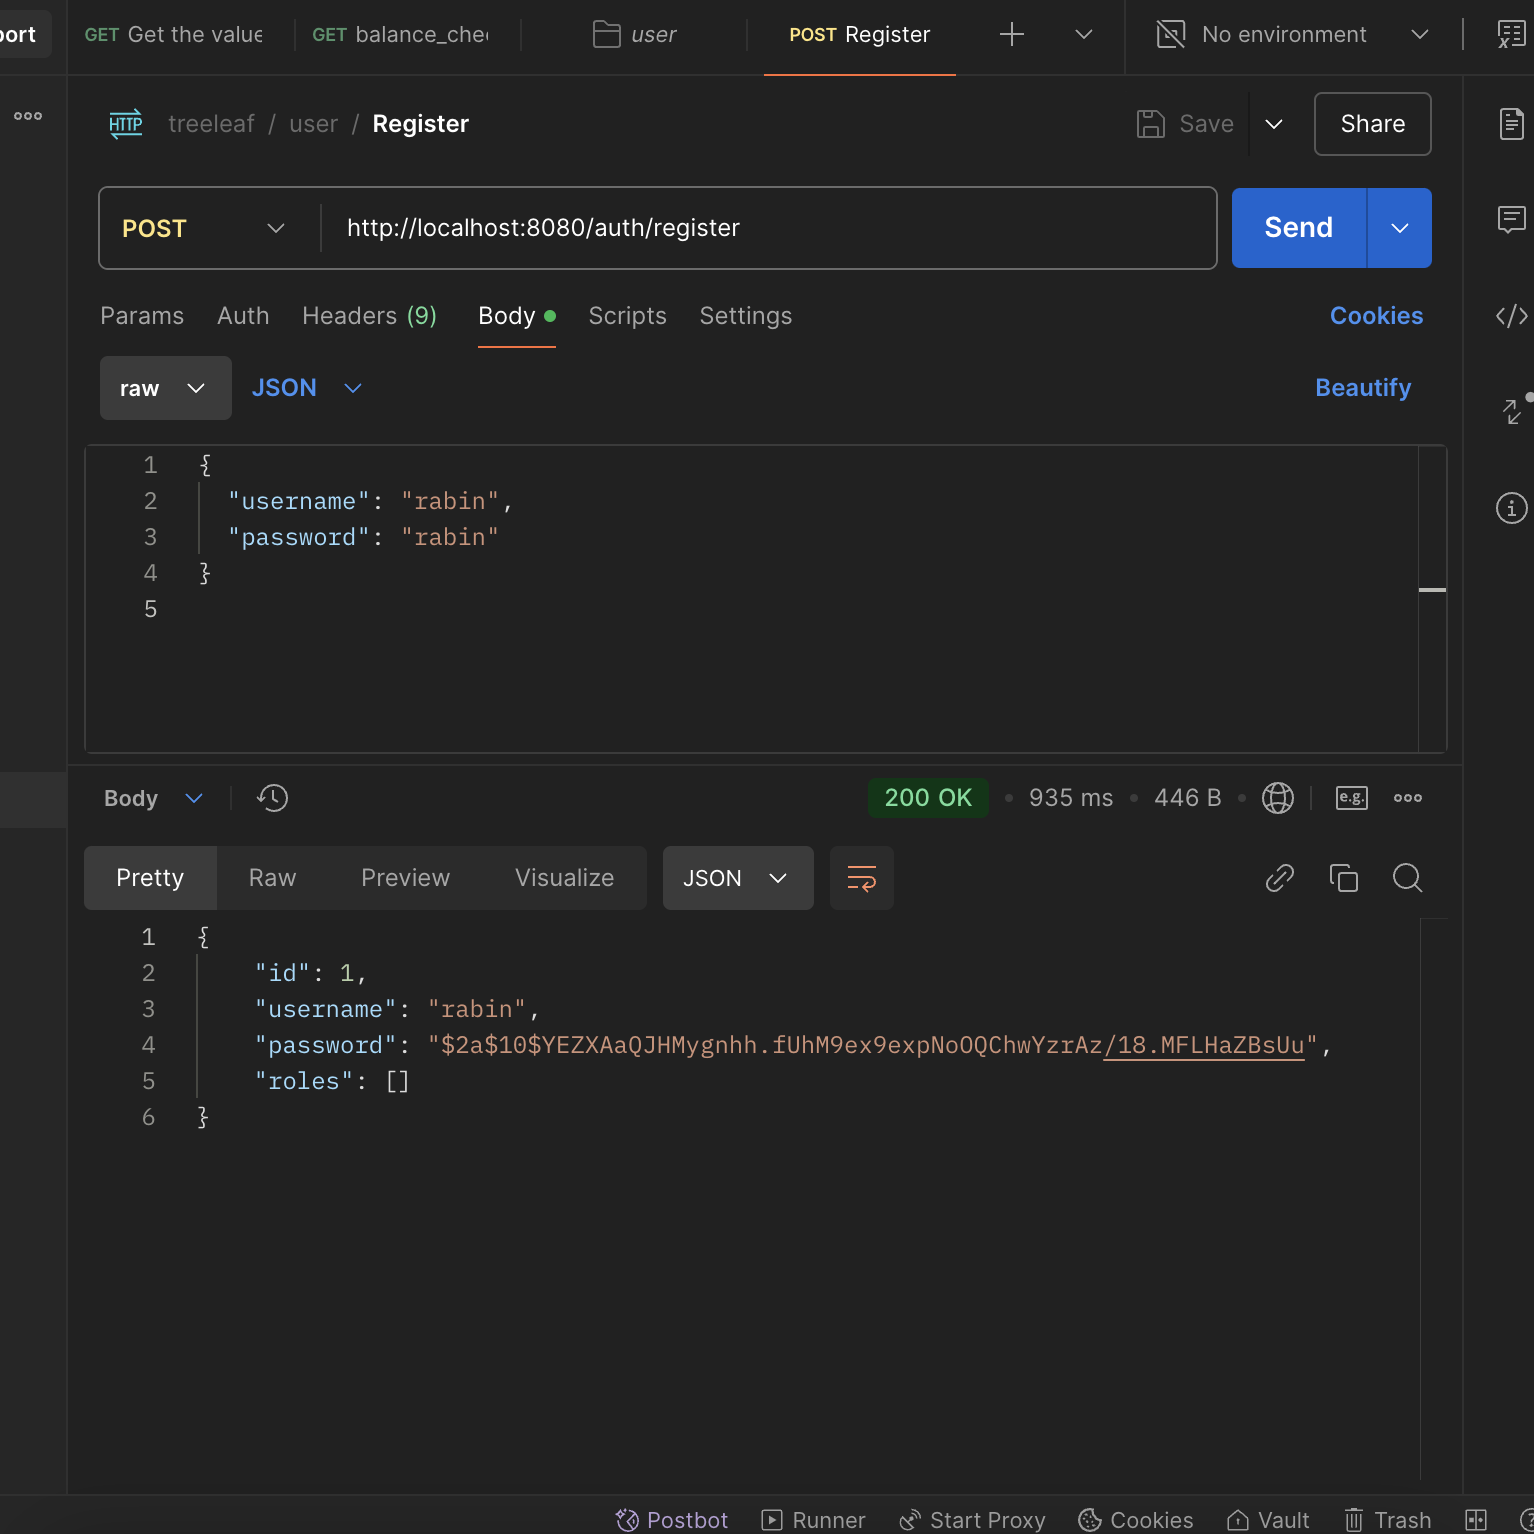 ort GET Get the value GET balance_che user POST Register No environment
HTTP treeleaf / user / Register Save Share
POST http://localhost:8080/auth/register Send
Params Auth Headers (9) Body Scripts Settings Cookies
raw JSON Beautify
1 {
2 "username": "rabin",
3 "password": "rabin"
4 }
5
Body 200 OK 935 ms 446 B e.g.
Pretty Raw Preview Visualize JSON
1 {
2 "id": 1,
3 "username": "rabin",
4 "password": "$2a$10$YEZXAaQJHMygnhh.fUhM9ex9expNoOQChwYzrAz/18.MFLHaZBsUu",
5 "roles": []
6 }
Postbot Runner Start Proxy Cookies Vault Trash